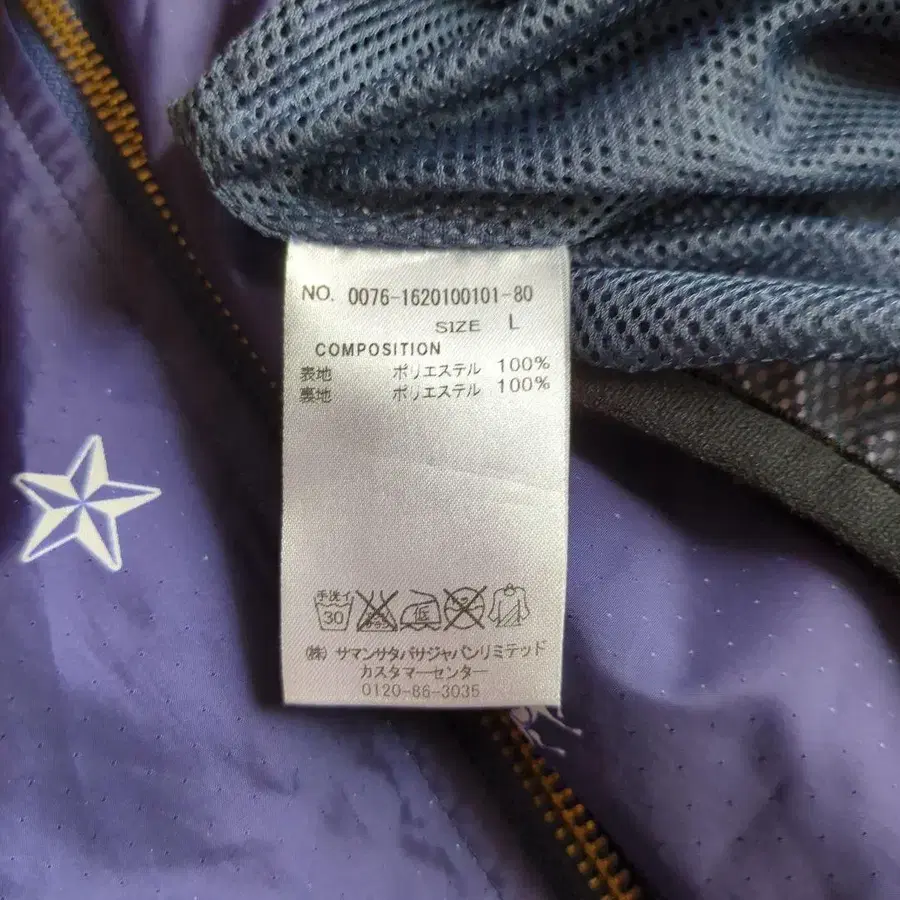 NO. 0076-1620100101-80
SIZE L
COMPOSITION
表地 ポリエステル 100%
裏地 ポリエステル 100%
手洗イ
30
低
(株) サマンサタバサジャパンリミテッド
カスタマーセンター
0120-86-3035